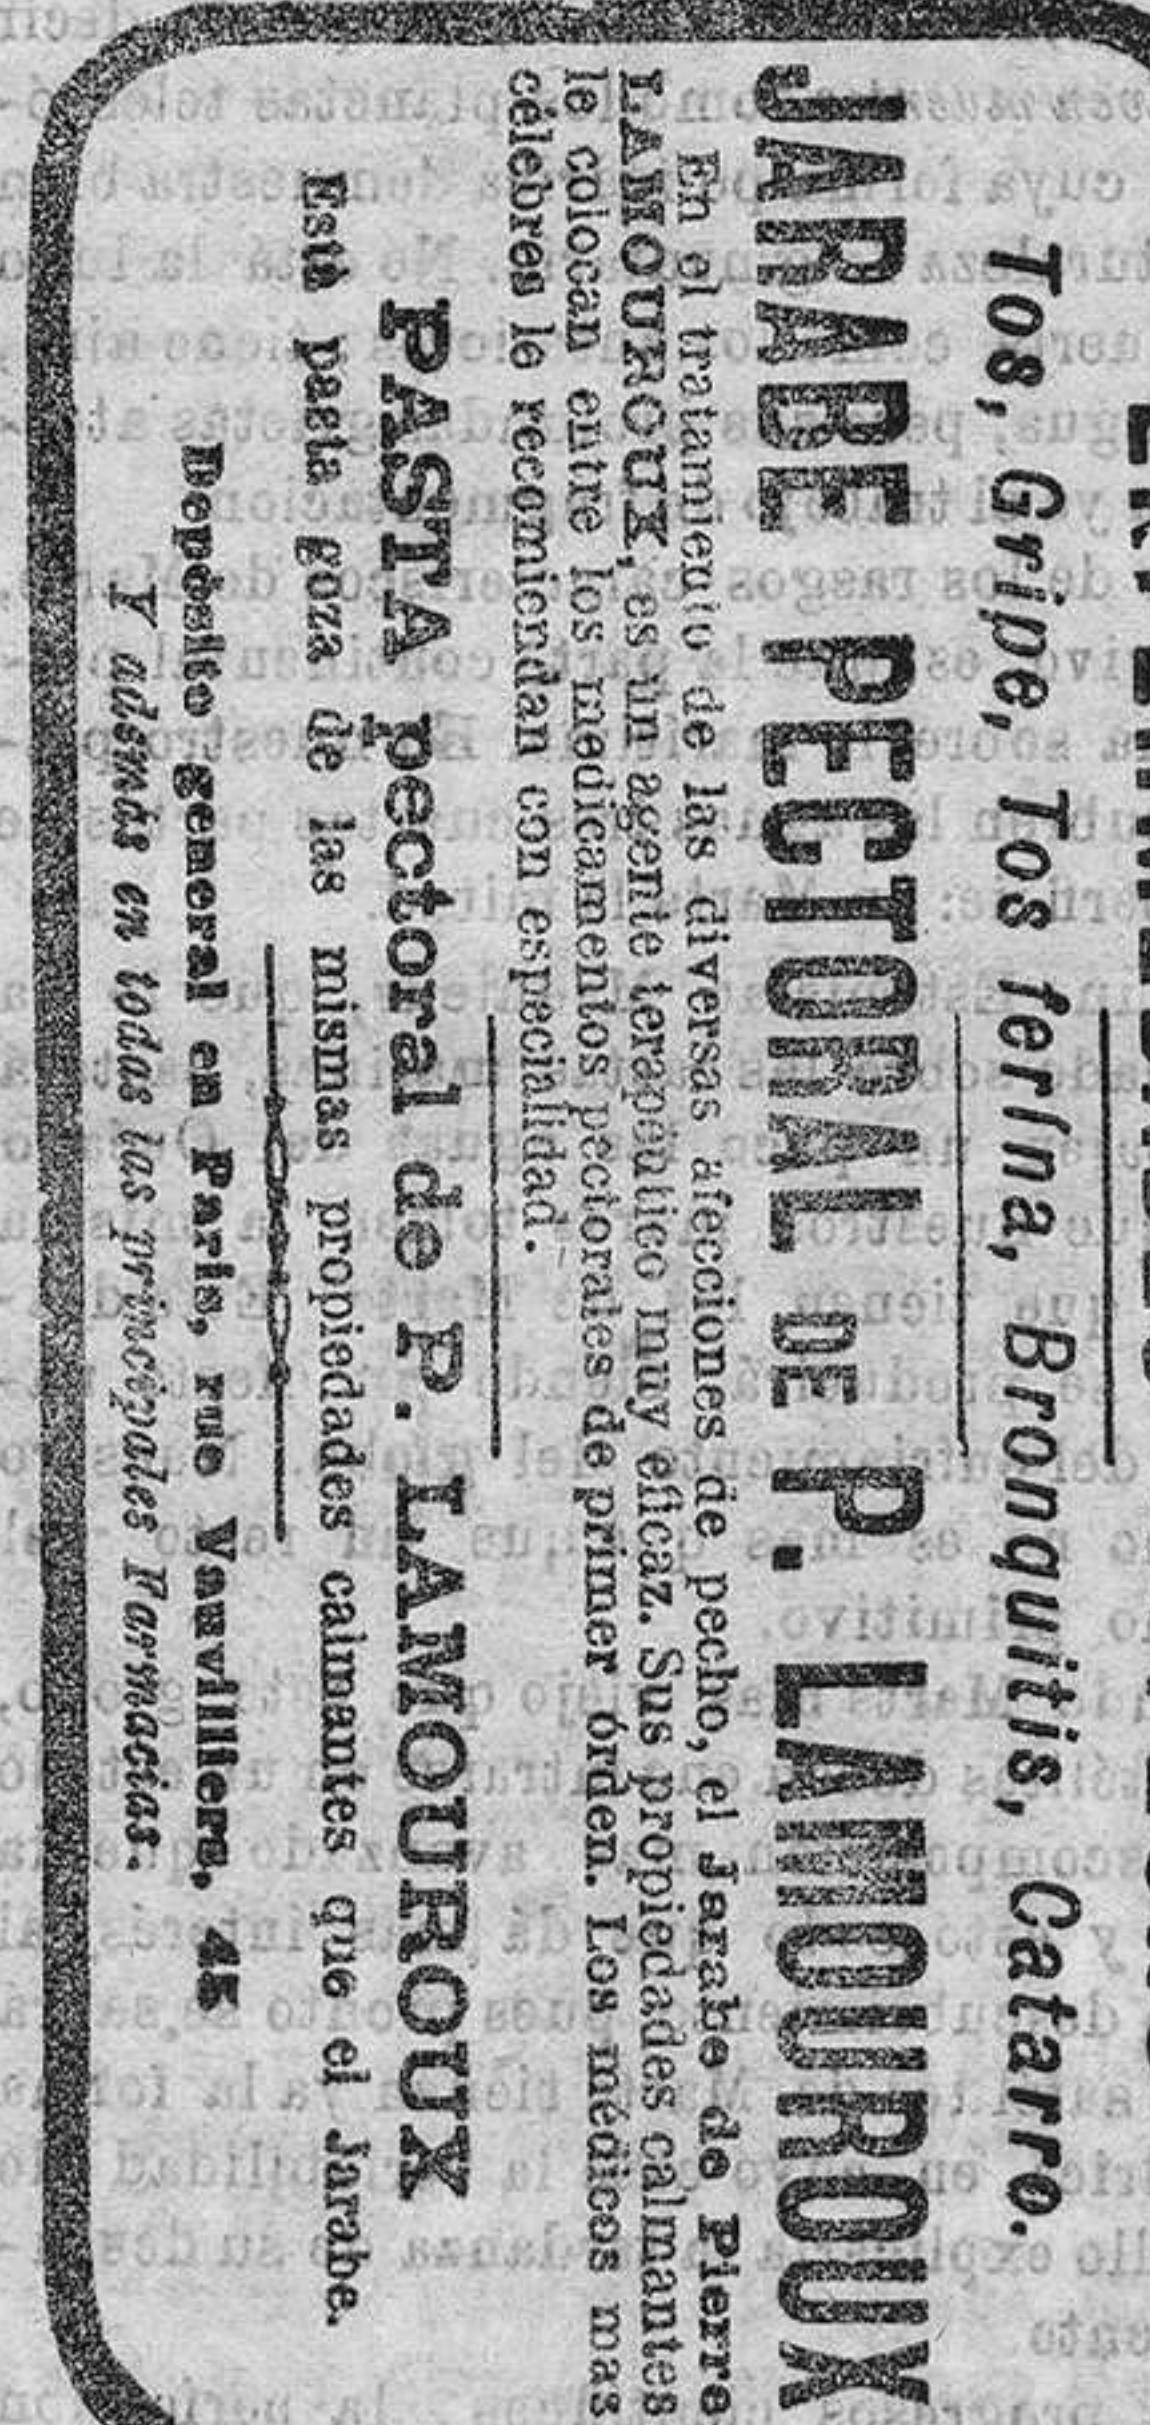 Tos, Gripe, Tos ferina, Bronquitis, Cataro.
JARABE PECTORAL DE P. LAMOUROUX
En el tratamiento de las diversas afecciones de pecho, el Jarabe de Pierre
LAMOUROUX, es un agente terapéutico muy eficaz. Sus propiedades calmantes
le colocan entre los medicamentos pectorales de primer órden. Los médicos mas
célebres le recomiendan con especialidad.
PASTA pectoral de P. LAMOUROUX
Está pasta goza de las mismas propiedades calmantes que el Jarabe.
Depósito general en Paris, rue Vauvilliers, 45
Y además en todas las principales Farmacias.